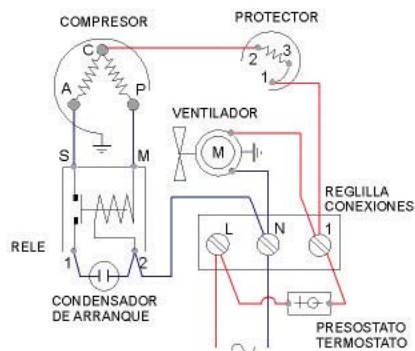 COMPRESOR
PROTECTOR
C
2
3
1
A
P
VENTILADOR
M
S
M
REGLILLA
CONEXIONES
L
N
1
RELE
1
2
CONDENSADOR
DE ARRANQUE
PRESOSTATO
TERMOSTATO